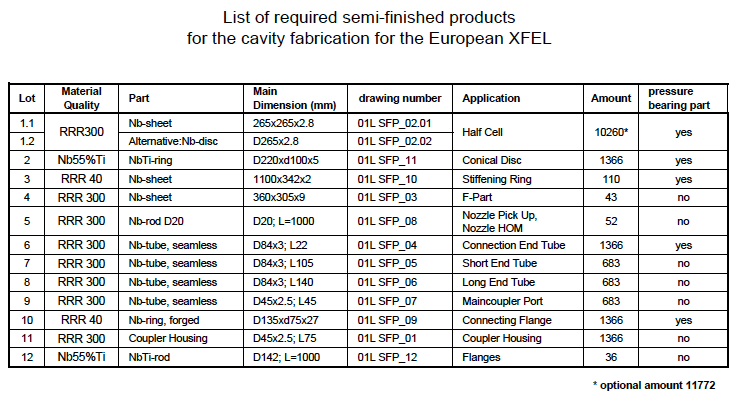 List of required semi-finished products
for the cavity fabrication for the European XFEL
Lot Material Quality Part Main Dimension (mm) drawing number Application Amount pressure bearing part
1.1 RRR300 Nb-sheet 265x265x2.8 01L SFP_02.01 Half Cell 10260* yes
1.2 Alternative:Nb-disc D265x2.8 01L SFP_02.02
2 Nb55%Ti NbTi-ring D220xd100x5 01L SFP_11 Conical Disc 1366 yes
3 RRR 40 Nb-sheet 1100x342x2 01L SFP_10 Stiffening Ring 110 yes
4 RRR 300 Nb-sheet 360x305x9 01L SFP_03 F-Part 43 no
5 RRR 300 Nb-rod D20 D20; L=1000 01L SFP_08 Nozzle Pick Up, Nozzle HOM 52 no
6 RRR 300 Nb-tube, seamless D84x3; L22 01L SFP_04 Connection End Tube 1366 yes
7 RRR 300 Nb-tube, seamless D84x3; L105 01L SFP_05 Short End Tube 683 no
8 RRR 300 Nb-tube, seamless D84x3; L140 01L SFP_06 Long End Tube 683 no
9 RRR 300 Nb-tube, seamless D45x2.5; L45 01L SFP_07 Maincoupler Port 683 no
10 RRR 40 Nb-ring, forged D135xd75x27 01L SFP_09 Connecting Flange 1366 yes
11 RRR 300 Coupler Housing D45x2.5; L75 01L SFP_01 Coupler Housing 1366 no
12 Nb55%Ti NbTi-rod D142; L=1000 01L SFP_12 Flanges 36 no
* optional amount 11772